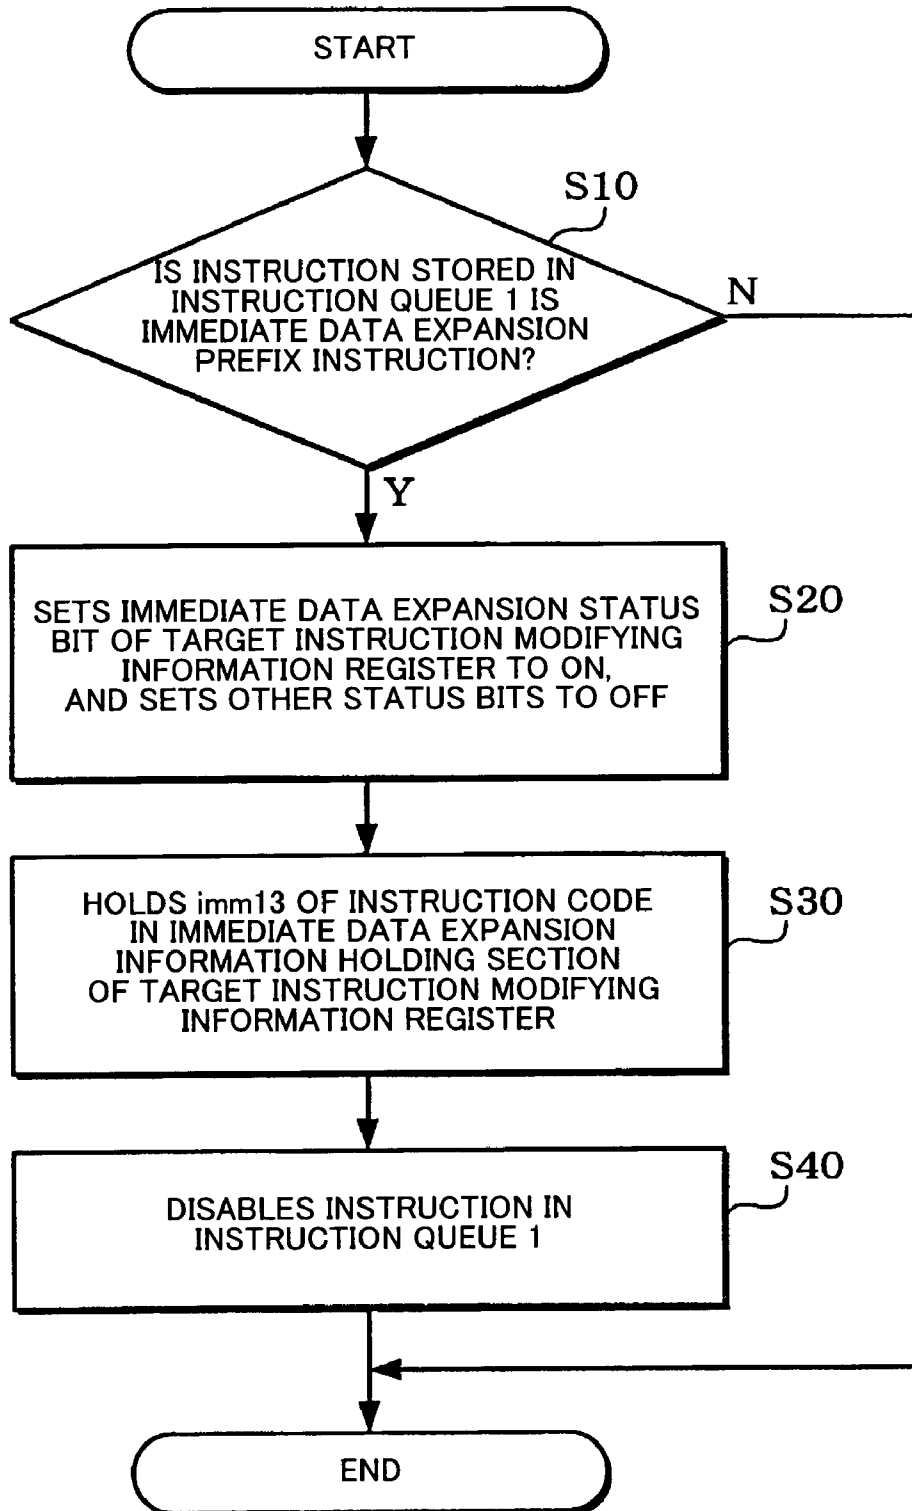 START
S10
IS INSTRUCTION STORED IN
INSTRUCTION QUEUE 1 IS
IMMEDIATE DATA EXPANSION
PREFIX INSTRUCTION?
N
Y
SETS IMMEDIATE DATA EXPANSION STATUS
BIT OF TARGET INSTRUCTION MODIFYING
INFORMATION REGISTER TO ON,
AND SETS OTHER STATUS BITS TO OFF
S20
HOLDS imm13 OF INSTRUCTION CODE
IN IMMEDIATE DATA EXPANSION
INFORMATION HOLDING SECTION
OF TARGET INSTRUCTION MODIFYING
INFORMATION REGISTER
S30
DISABLES INSTRUCTION IN
INSTRUCTION QUEUE 1
S40
END